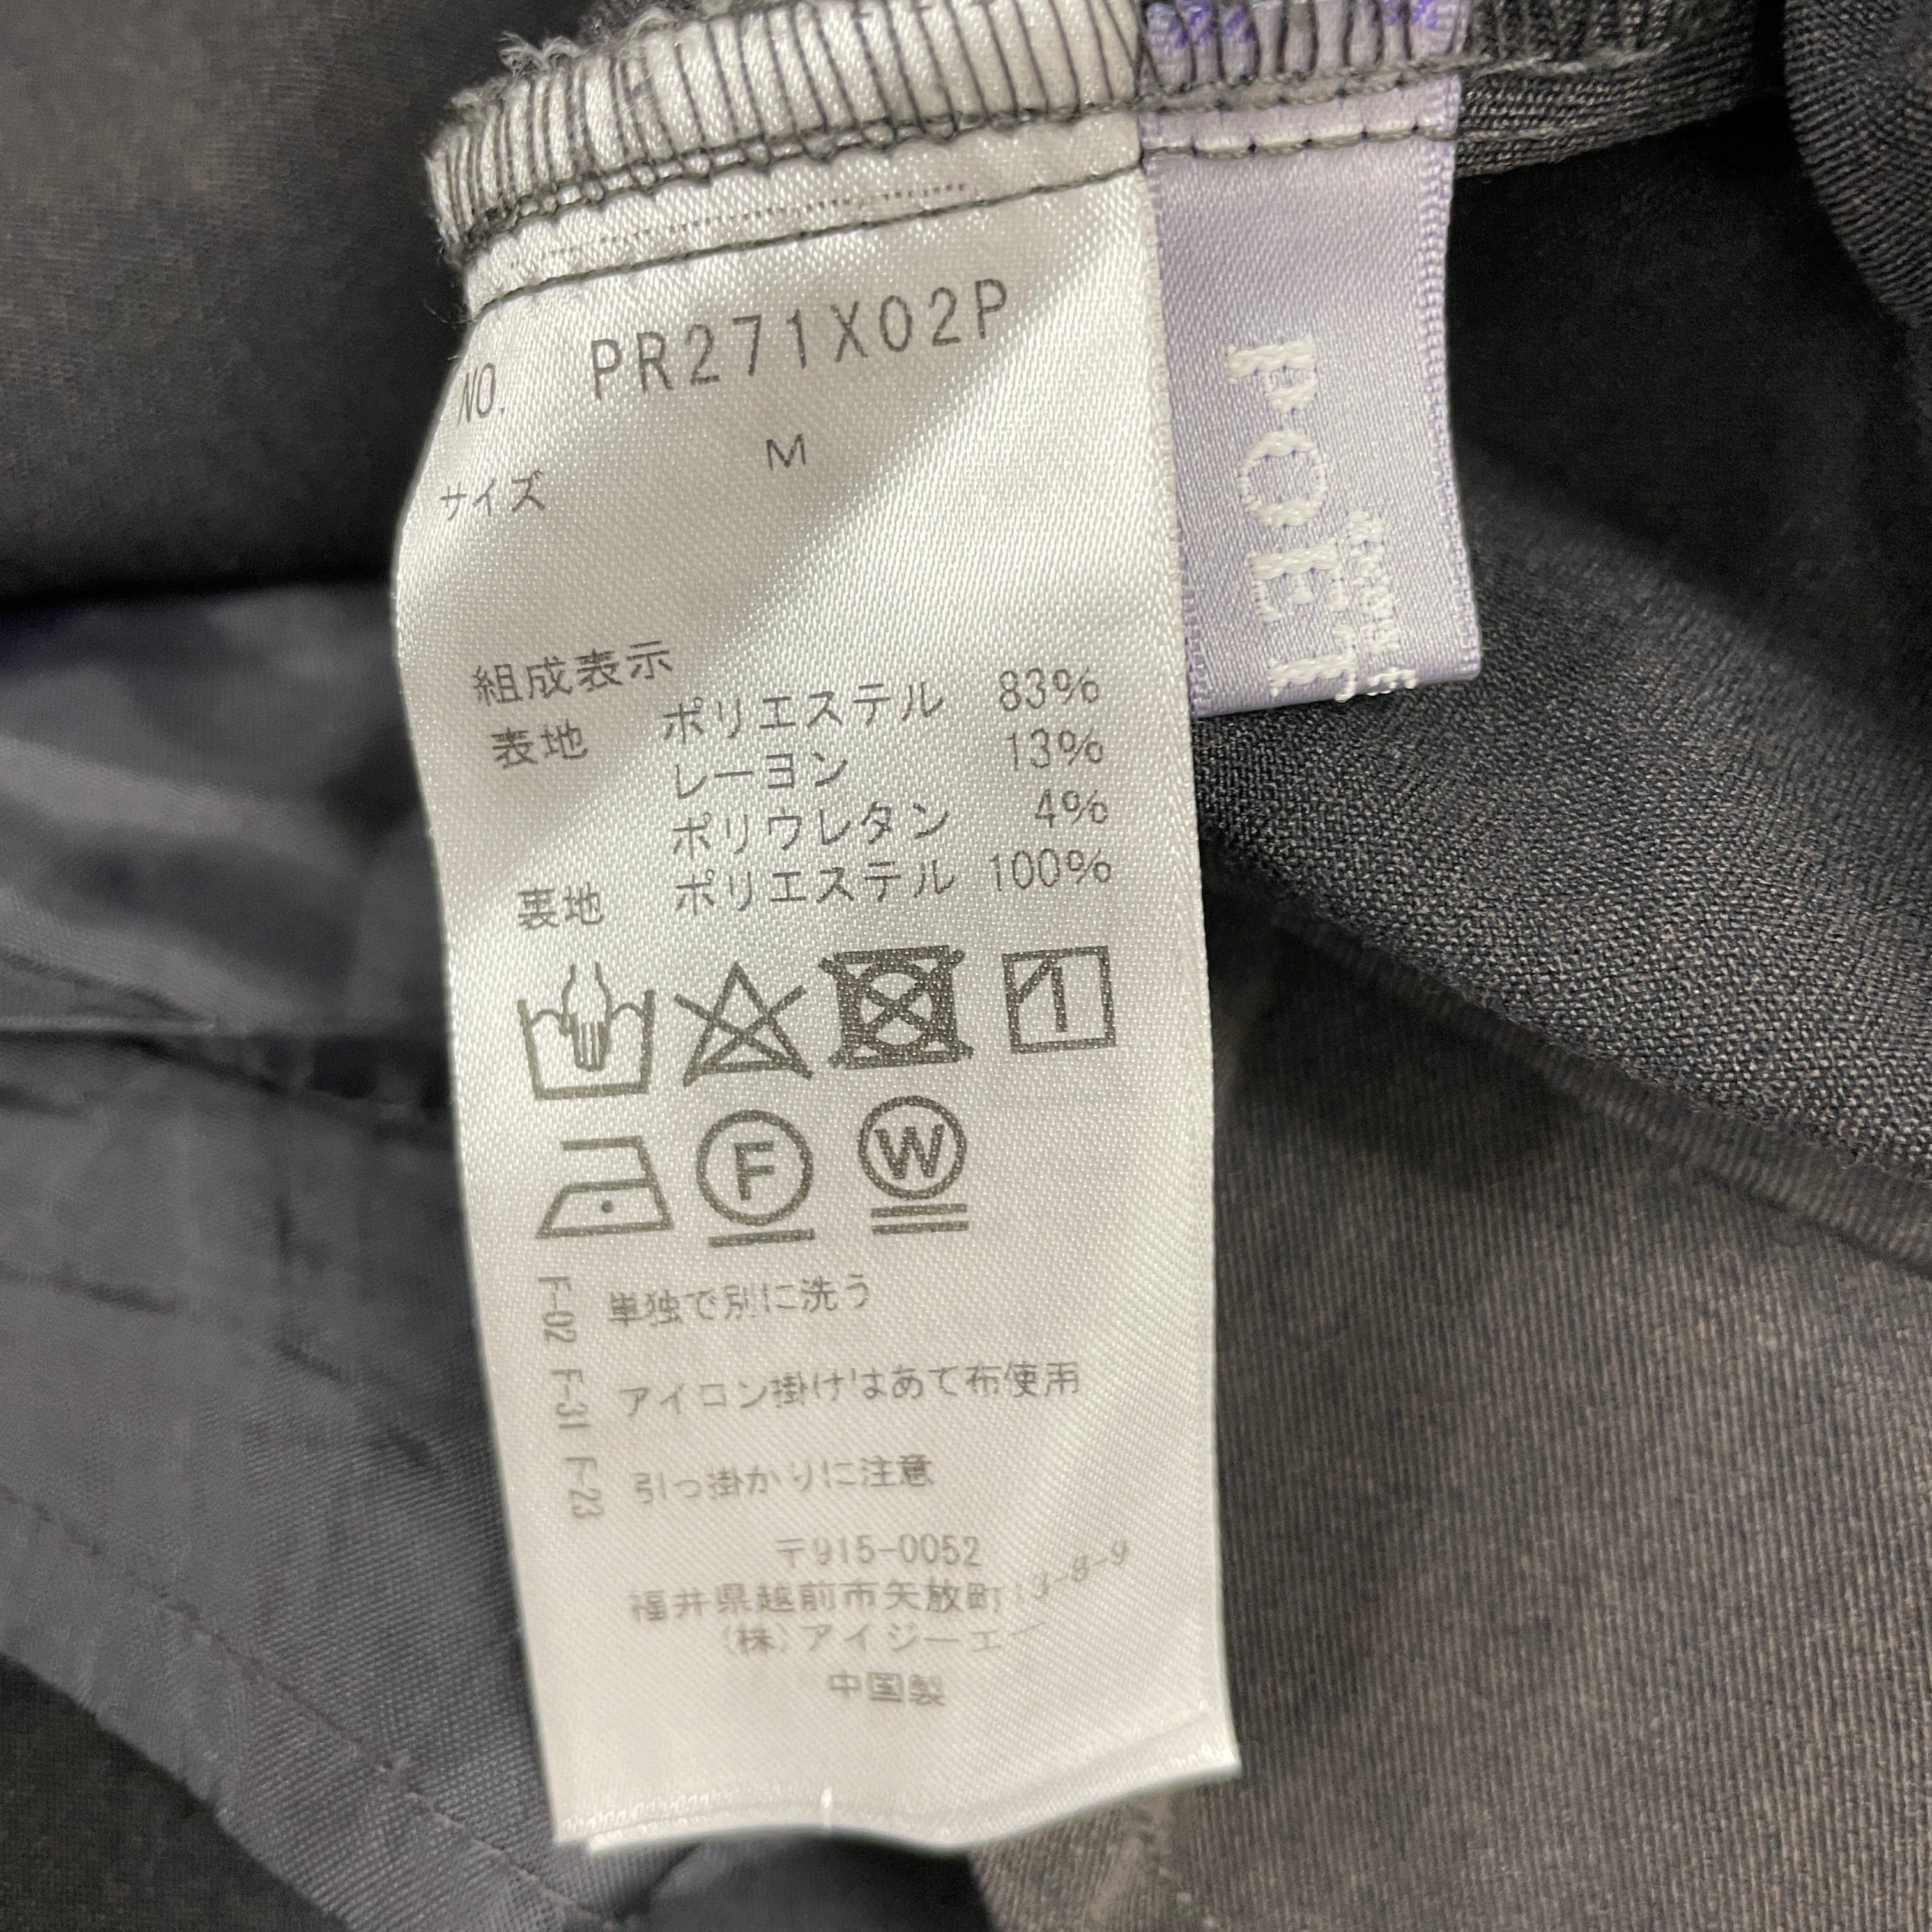 NO. PR271X02P
サイズ M
組成表示
表地 ポリエステル 83%
レーヨン 13%
ポリウレタン 4%
裏地 ポリエステル 100%
F
W
F-02 単独で別に洗う
F-31 アイロン掛けはあて布使用
F-23 引っ掛かりに注意
〒915-0052
福井県越前市矢放町13-8-9
(株)アイジーエー
中国製